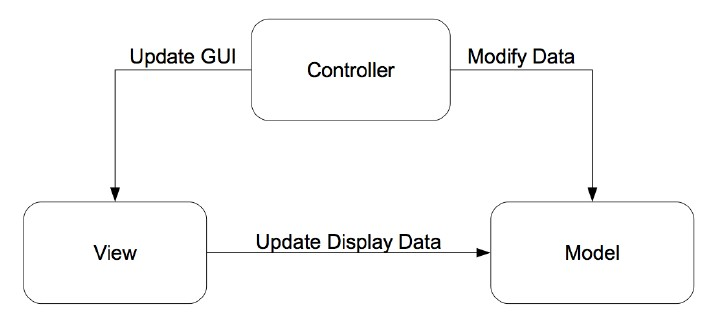 Update GUI
Controller
Modify Data
View
Update Display Data
Model